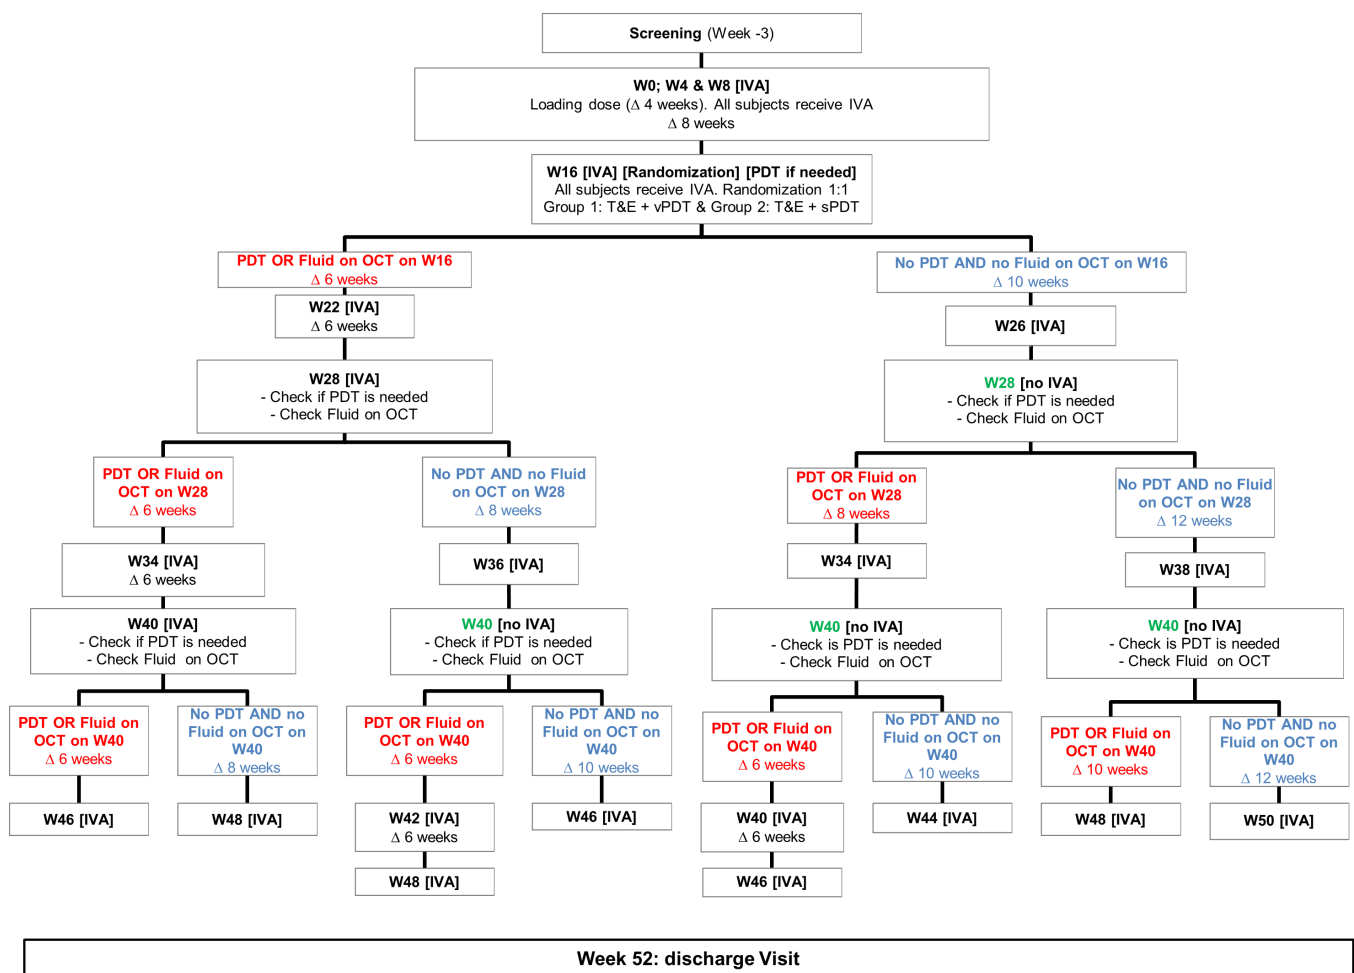 Screening (Week -3)
W0; W4 & W8 [IVA]
Loading dose (Δ 4 weeks). All subjects receive IVA
Δ 8 weeks
W16 [IVA] [Randomization] [PDT if needed]
All subjects receive IVA. Randomization 1:1
Group 1: T&E + vPDT & Group 2: T&E + sPDT
PDT OR Fluid on OCT on W16
Δ 6 weeks
No PDT AND no Fluid on OCT on W16
Δ 10 weeks
W22 [IVA]
Δ 6 weeks
W26 [IVA]
W28 [IVA]
- Check if PDT is needed
- Check Fluid on OCT
W28 [no IVA]
- Check if PDT is needed
- Check Fluid on OCT
PDT OR Fluid on
OCT on W28
Δ 6 weeks
No PDT AND no Fluid
on OCT on W28
Δ 8 weeks
PDT OR Fluid on
OCT on W28
Δ 8 weeks
No PDT AND no Fluid
on OCT on W28
Δ 12 weeks
W34 [IVA]
Δ 6 weeks
W36 [IVA]
W34 [IVA]
W38 [IVA]
W40 [IVA]
- Check if PDT is needed
- Check Fluid on OCT
W40 [no IVA]
- Check if PDT is needed
- Check Fluid on OCT
W40 [no IVA]
- Check is PDT is needed
- Check Fluid on OCT
W40 [no IVA]
- Check is PDT is needed
- Check Fluid on OCT
PDT OR Fluid on
OCT on W40
Δ 6 weeks
No PDT AND no
Fluid on OCT on
W40
Δ 8 weeks
PDT OR Fluid on
OCT on W40
Δ 6 weeks
No PDT AND no
Fluid on OCT on
W40
Δ 10 weeks
PDT OR Fluid on
OCT on W40
Δ 6 weeks
No PDT AND no
Fluid on OCT on
W40
Δ 10 weeks
PDT OR Fluid on
OCT on W40
Δ 10 weeks
No PDT AND no
Fluid on OCT on
W40
Δ 12 weeks
W46 [IVA]
W48 [IVA]
W42 [IVA]
Δ 6 weeks
W46 [IVA]
W40 [IVA]
Δ 6 weeks
W44 [IVA]
W48 [IVA]
W50 [IVA]
W48 [IVA]
W46 [IVA]
Week 52: discharge Visit